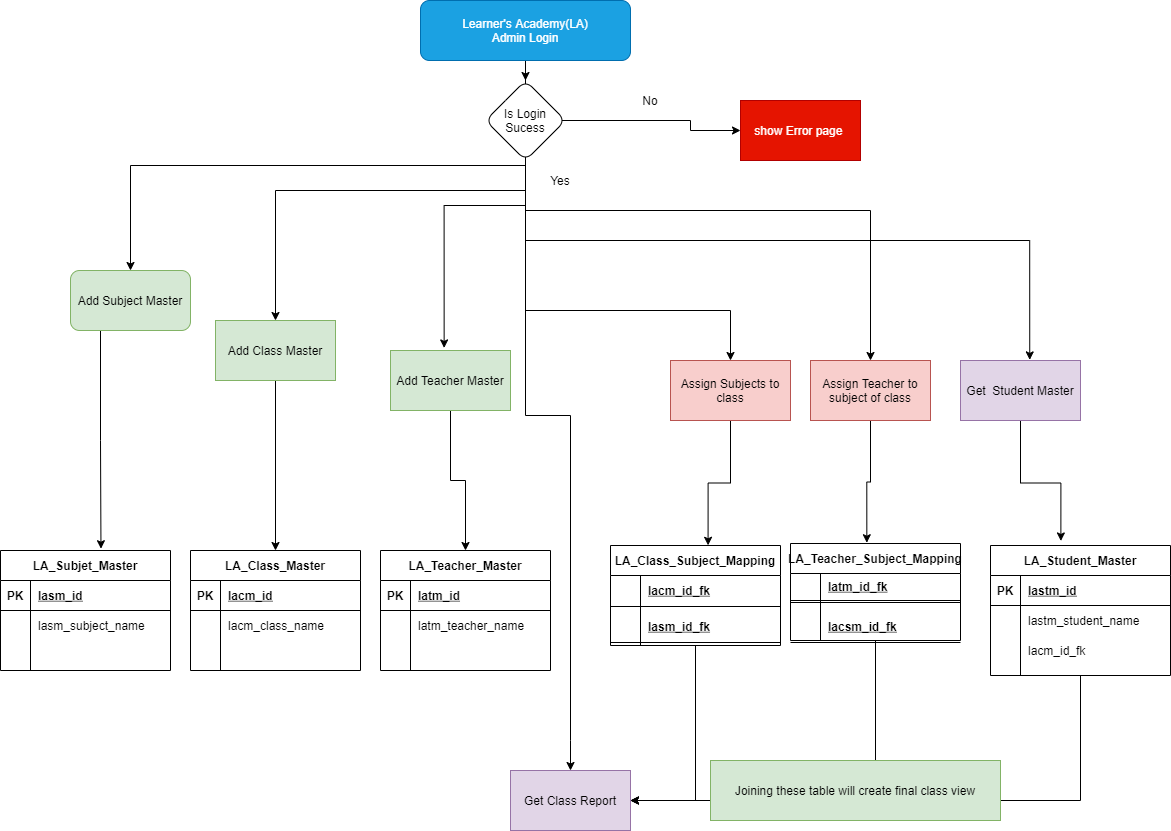 Learner's Academy(LA)
Admin Login
Is Login
Sucess
No
show Error page
Yes
Add Subject Master
Add Class Master
Add Teacher Master
Assign Subjects to
class
Assign Teacher to
subject of class
Get Student Master
LA_Subjet_Master
PK lasm_id
lasm_subject_name
LA_Class_Master
PK lacm_id
lacm_class_name
LA_Teacher_Master
PK latm_id
latm_teacher_name
LA_Class_Subject_Mapping
lacm_id_fk
lasm_id_fk
LA_Teacher_Subject_Mapping
latm_id_fk
lacsm_id_fk
LA_Student_Master
PK lastm_id
lastm_student_name
lacm_id_fk
Get Class Report
Joining these table will create final class view